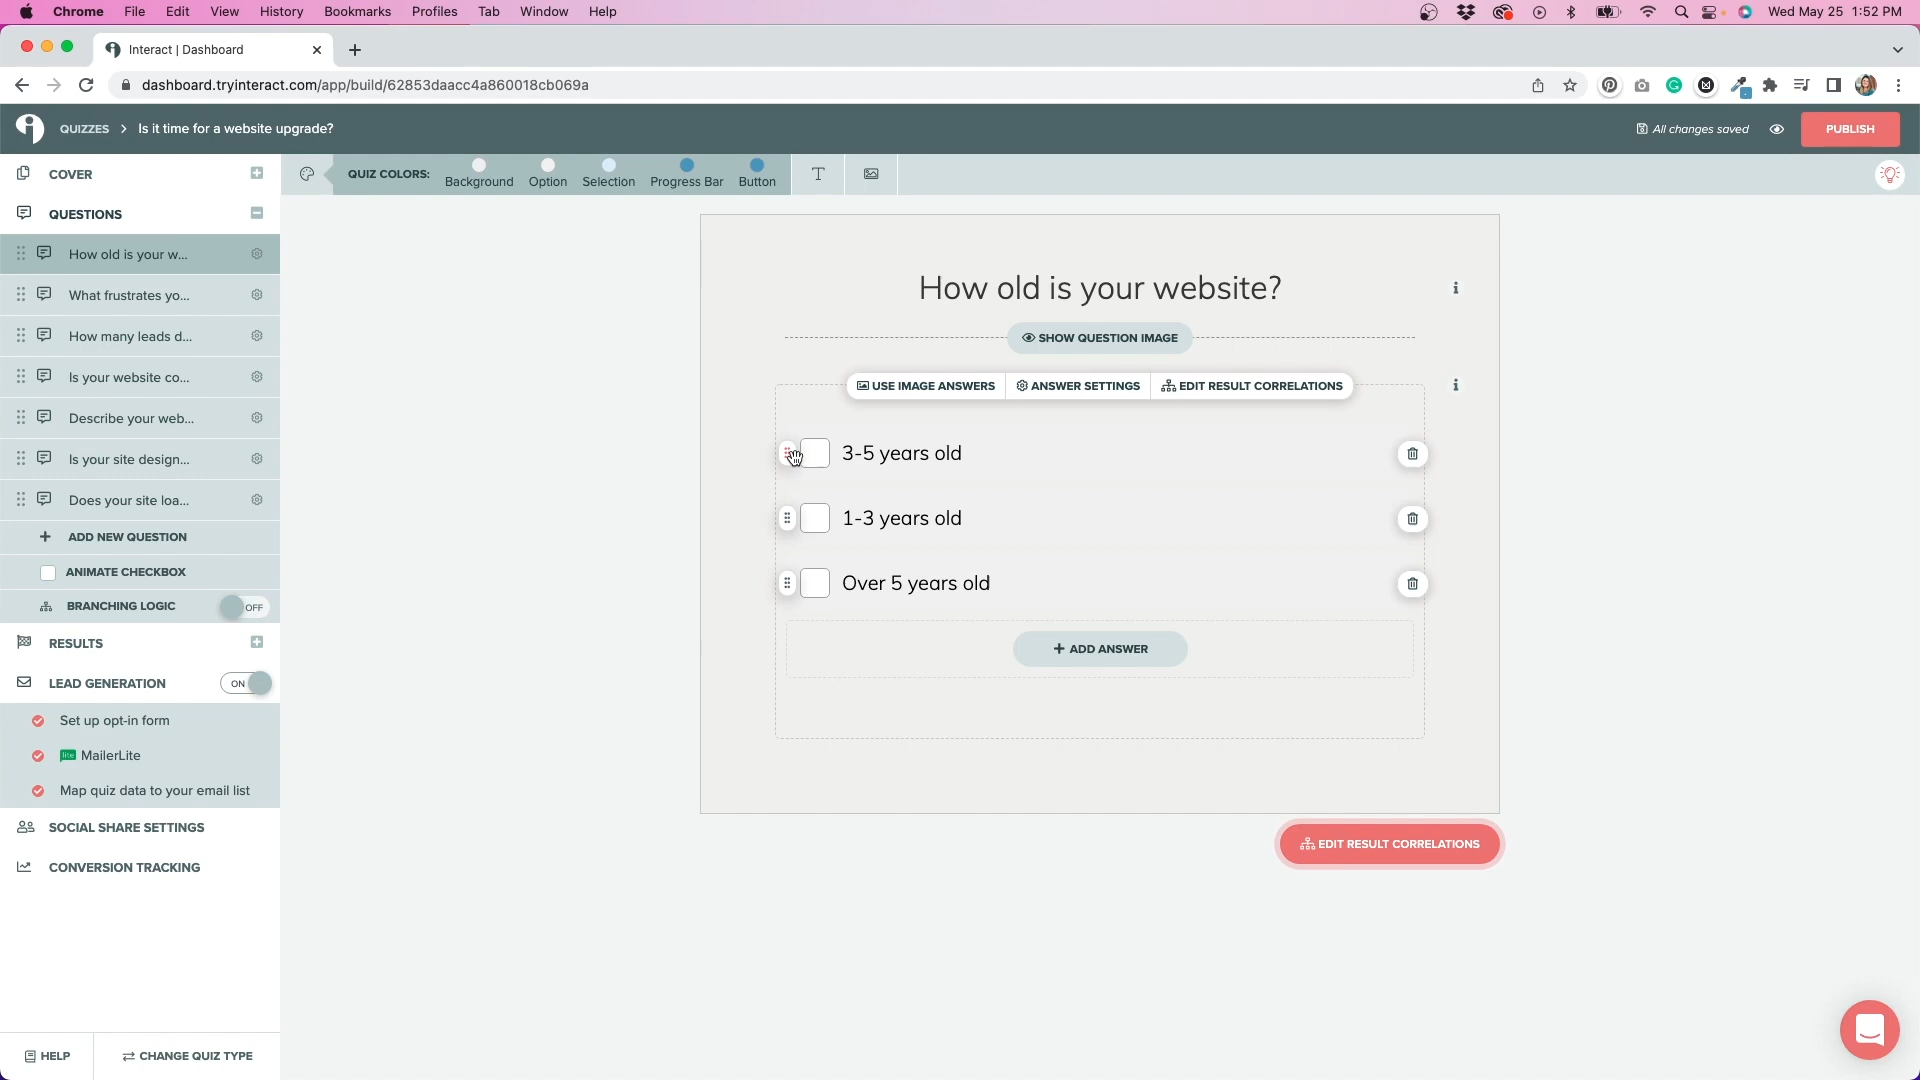 Chrome File Edit View History Bookmarks Profiles Tab Window Help Wed May 25 1:52 PM
Interact | Dashboard
dashboard.tryinteract.com/app/build/62853daacc4a860018cb069a
QUIZZES > Is it time for a website upgrade? All changes saved PUBLISH
COVER
QUESTIONS
How old is your w...
What frustrates yo...
How many leads d...
Is your website co...
Describe your web...
Is your site design...
Does your site loa...
+ ADD NEW QUESTION
ANIMATE CHECKBOX
BRANCHING LOGIC OFF
RESULTS
LEAD GENERATION ON
Set up opt-in form
lite MailerLite
Map quiz data to your email list
SOCIAL SHARE SETTINGS
CONVERSION TRACKING
HELP CHANGE QUIZ TYPE
QUIZ COLORS: Background Option Selection Progress Bar Button T
How old is your website? i
SHOW QUESTION IMAGE
USE IMAGE ANSWERS ANSWER SETTINGS EDIT RESULT CORRELATIONS i
3-5 years old
1-3 years old
Over 5 years old
+ ADD ANSWER
EDIT RESULT CORRELATIONS